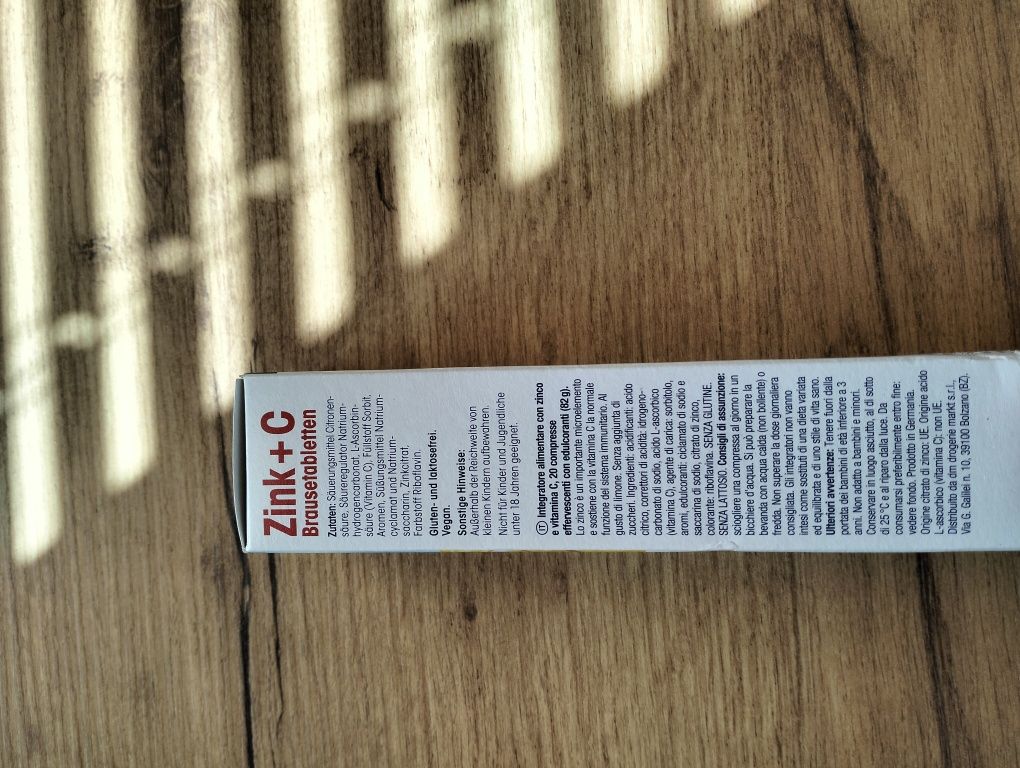 Zink + C
Brausetabletten
Zutaten: Säuerungsmittel Citronen-
säure, Säureregulator Natrium-
hydrogencarbonat, L-Ascorbin-
säure (Vitamin C), Füllstoff Sorbit,
Aromen, Süßungsmittel Natrium-
cyclamat und Natrium-
saccharin, Zinkcitrat,
Farbstoff Riboflavin.
Gluten- und laktosefrei.
Vegan.
Sonstige Hinweise:
Außerhalb der Reichweite von
kleinen Kindern aufbewahren.
Nicht für Kinder und Jugendliche
unter 18 Jahren geeignet.
IT Integratore alimentare con zinco
e vitamina C, 20 compresse
effervescenti con edulcoranti (82 g).
Lo zinco è un importante microelemento
e sostiene con la vitamina C la normale
funzione del sistema immunitario. Al
gusto di limone. Senza aggiunta di
zuccheri. Ingredienti: acidificanti: acido
citrico, correttori di acidità: idrogeno-
carbonato di sodio, acido L-ascorbico
(vitamina C), agente di carica: sorbitolo,
aromi, edulcoranti: ciclamato di sodio e
saccarina di sodio, citrato di zinco,
colorante: riboflavina. SENZA GLUTINE.
SENZA LATTOSIO. Consigli di assunzione:
sciogliere una compressa al giorno in un
bicchiere d'acqua. Si può preparare la
bevanda con acqua calda (non bollente) o
fredda. Non superare la dose giornaliera
consigliata. Gli integratori non vanno
intesi come sostituti di una dieta variata
ed equilibrata e di uno stile di vita sano.
Ulteriori avvertenze: Tenere fuori dalla
portata dei bambini di età inferiore a 3
anni. Non adatto a bambini e minori.
Conservare in luogo asciutto, al di sotto
di 25 °C e al riparo dalla luce. Da
consumarsi preferibilmente entro fine:
vedere fondo. Prodotto in Germania.
Origine citrato di zinco: UE. Origine acido
L-ascorbico (vitamina C): non UE.
Distribuito da dm drogerie markt s.r.l.,
Via G. Galilei n. 10, 39100 Bolzano (BZ).